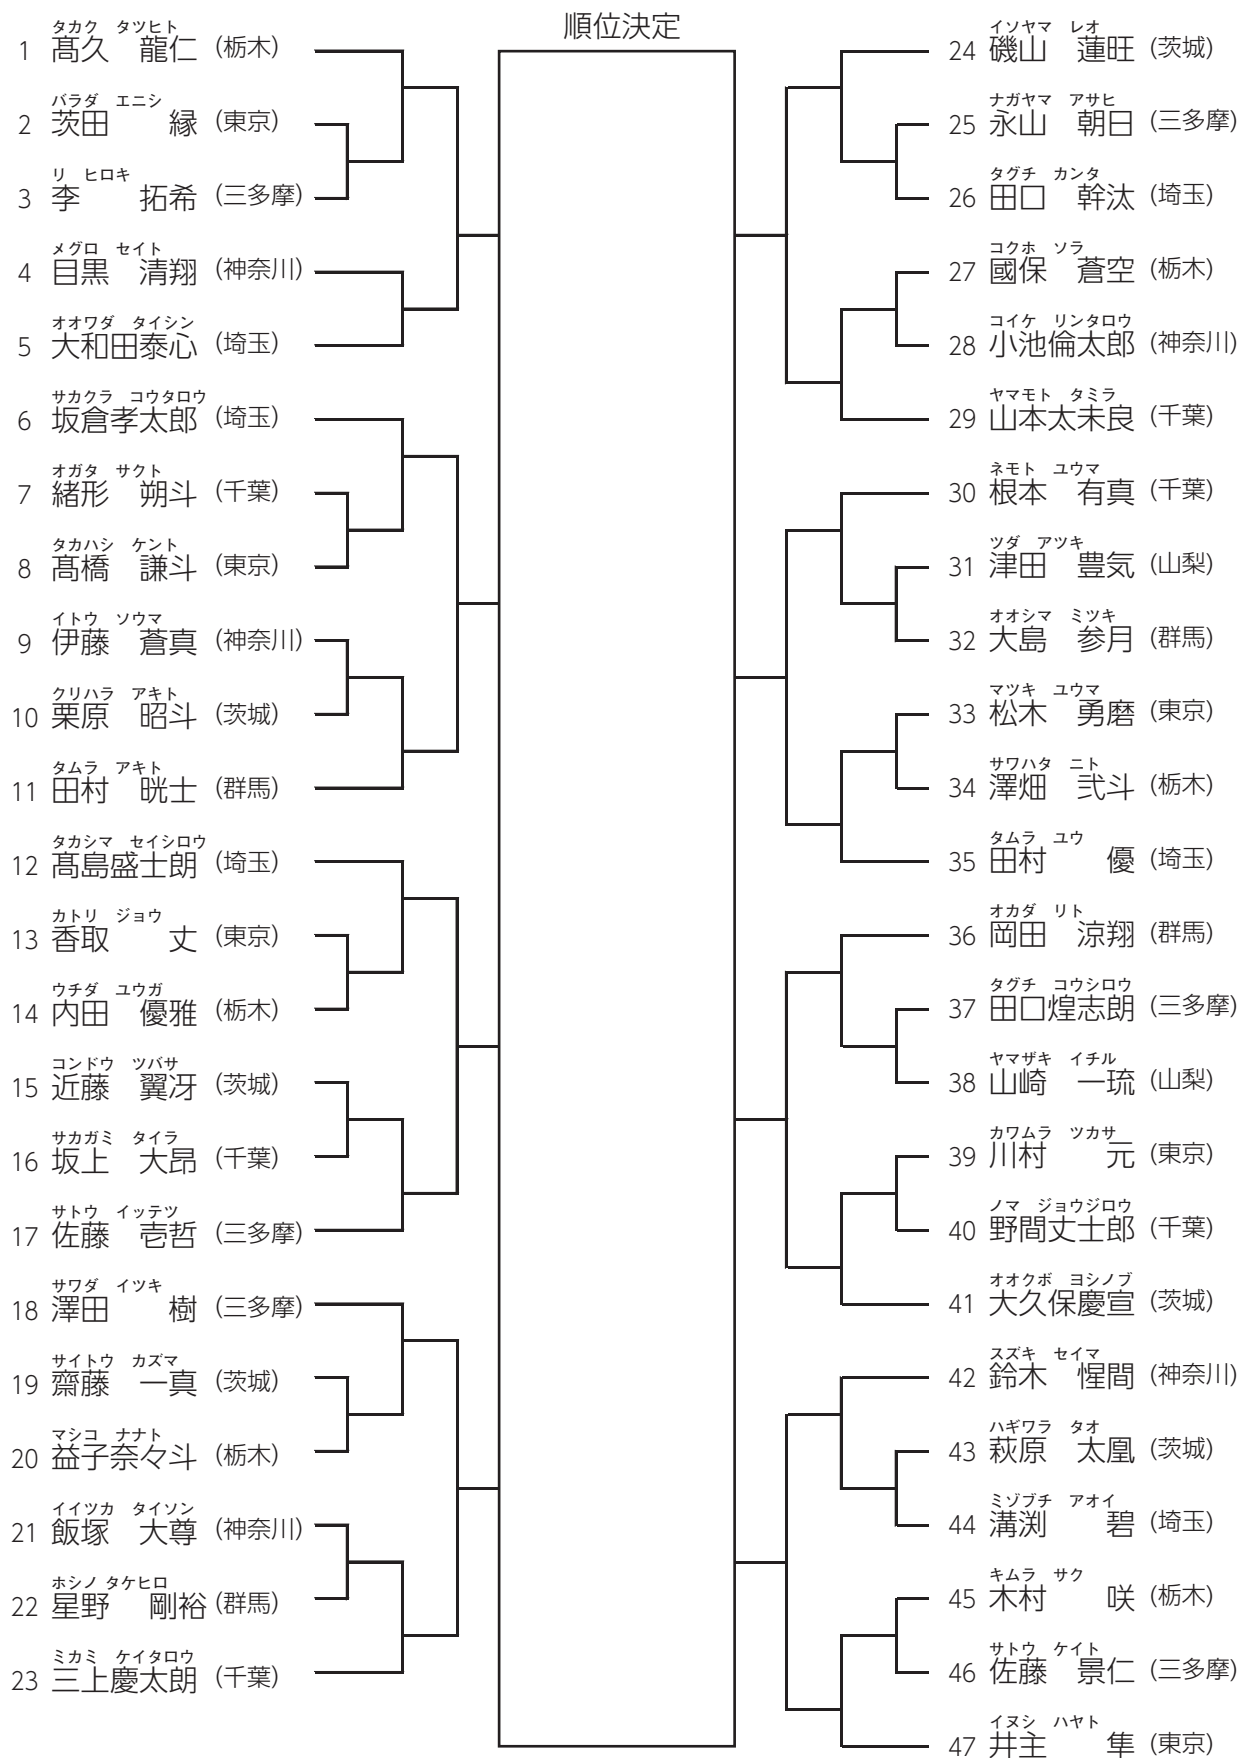 順位決定
タカク タツヒト
1 髙久 龍仁 (栃木)
バラダ エニシ
2 茨田 縁 (東京)
リ ヒロキ
3 李 拓希 (三多摩)
メグロ セイト
4 目黒 清翔 (神奈川)
オオワダ タイシン
5 大和田泰心 (埼玉)
サカクラ コウタロウ
6 坂倉孝太郎 (埼玉)
オガタ サクト
7 緒形 朔斗 (千葉)
タカハシ ケント
8 髙橋 謙斗 (東京)
イトウ ソウマ
9 伊藤 蒼真 (神奈川)
クリハラ アキト
10 栗原 昭斗 (茨城)
タムラ アキト
11 田村 晄士 (群馬)
タカシマ セイシロウ
12 髙島盛士朗 (埼玉)
カトリ ジョウ
13 香取 丈 (東京)
ウチダ ユウガ
14 内田 優雅 (栃木)
コンドウ ツバサ
15 近藤 翼冴 (茨城)
サカガミ タイラ
16 坂上 大昂 (千葉)
サトウ イッテツ
17 佐藤 壱哲 (三多摩)
サワダ イツキ
18 澤田 樹 (三多摩)
サイトウ カズマ
19 齋藤 一真 (茨城)
マシコ ナナト
20 益子奈々斗 (栃木)
イイツカ タイソン
21 飯塚 大尊 (神奈川)
ホシノ タケヒロ
22 星野 剛裕 (群馬)
ミカミ ケイタロウ
23 三上慶太朗 (千葉)
イソヤマ レオ
24 磯山 蓮旺 (茨城)
ナガヤマ アサヒ
25 永山 朝日 (三多摩)
タグチ カンタ
26 田口 幹汰 (埼玉)
コクホ ソラ
27 國保 蒼空 (栃木)
コイケ リンタロウ
28 小池倫太郎 (神奈川)
ヤマモト タミラ
29 山本太未良 (千葉)
ネモト ユウマ
30 根本 有真 (千葉)
ツダ アツキ
31 津田 豊気 (山梨)
オオシマ ミツキ
32 大島 参月 (群馬)
マツキ ユウマ
33 松木 勇磨 (東京)
サワハタ ニト
34 澤畑 弐斗 (栃木)
タムラ ユウ
35 田村 優 (埼玉)
オカダ リト
36 岡田 涼翔 (群馬)
タグチ コウシロウ
37 田口煌志朗 (三多摩)
ヤマザキ イチル
38 山崎 一琉 (山梨)
カワムラ ツカサ
39 川村 元 (東京)
ノマ ジョウジロウ
40 野間丈士郎 (千葉)
オオクボ ヨシノブ
41 大久保慶宣 (茨城)
スズキ セイマ
42 鈴木 惺間 (神奈川)
ハギワラ タオ
43 萩原 太凰 (茨城)
ミゾブチ アオイ
44 溝渕 碧 (埼玉)
キムラ サク
45 木村 咲 (栃木)
サトウ ケイト
46 佐藤 景仁 (三多摩)
イヌシ ハヤト
47 井主 隼 (東京)